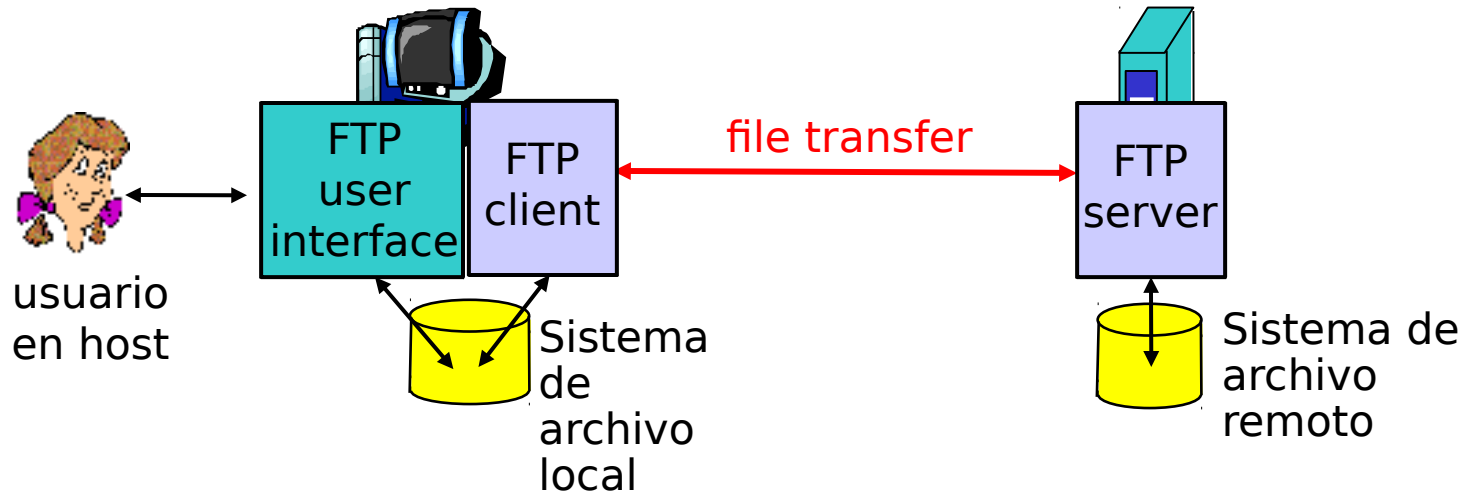 FTP
user
interface
FTP
client
file transfer
FTP
server
usuario
en host
Sistema
de
archivo
local
Sistema de
archivo
remoto